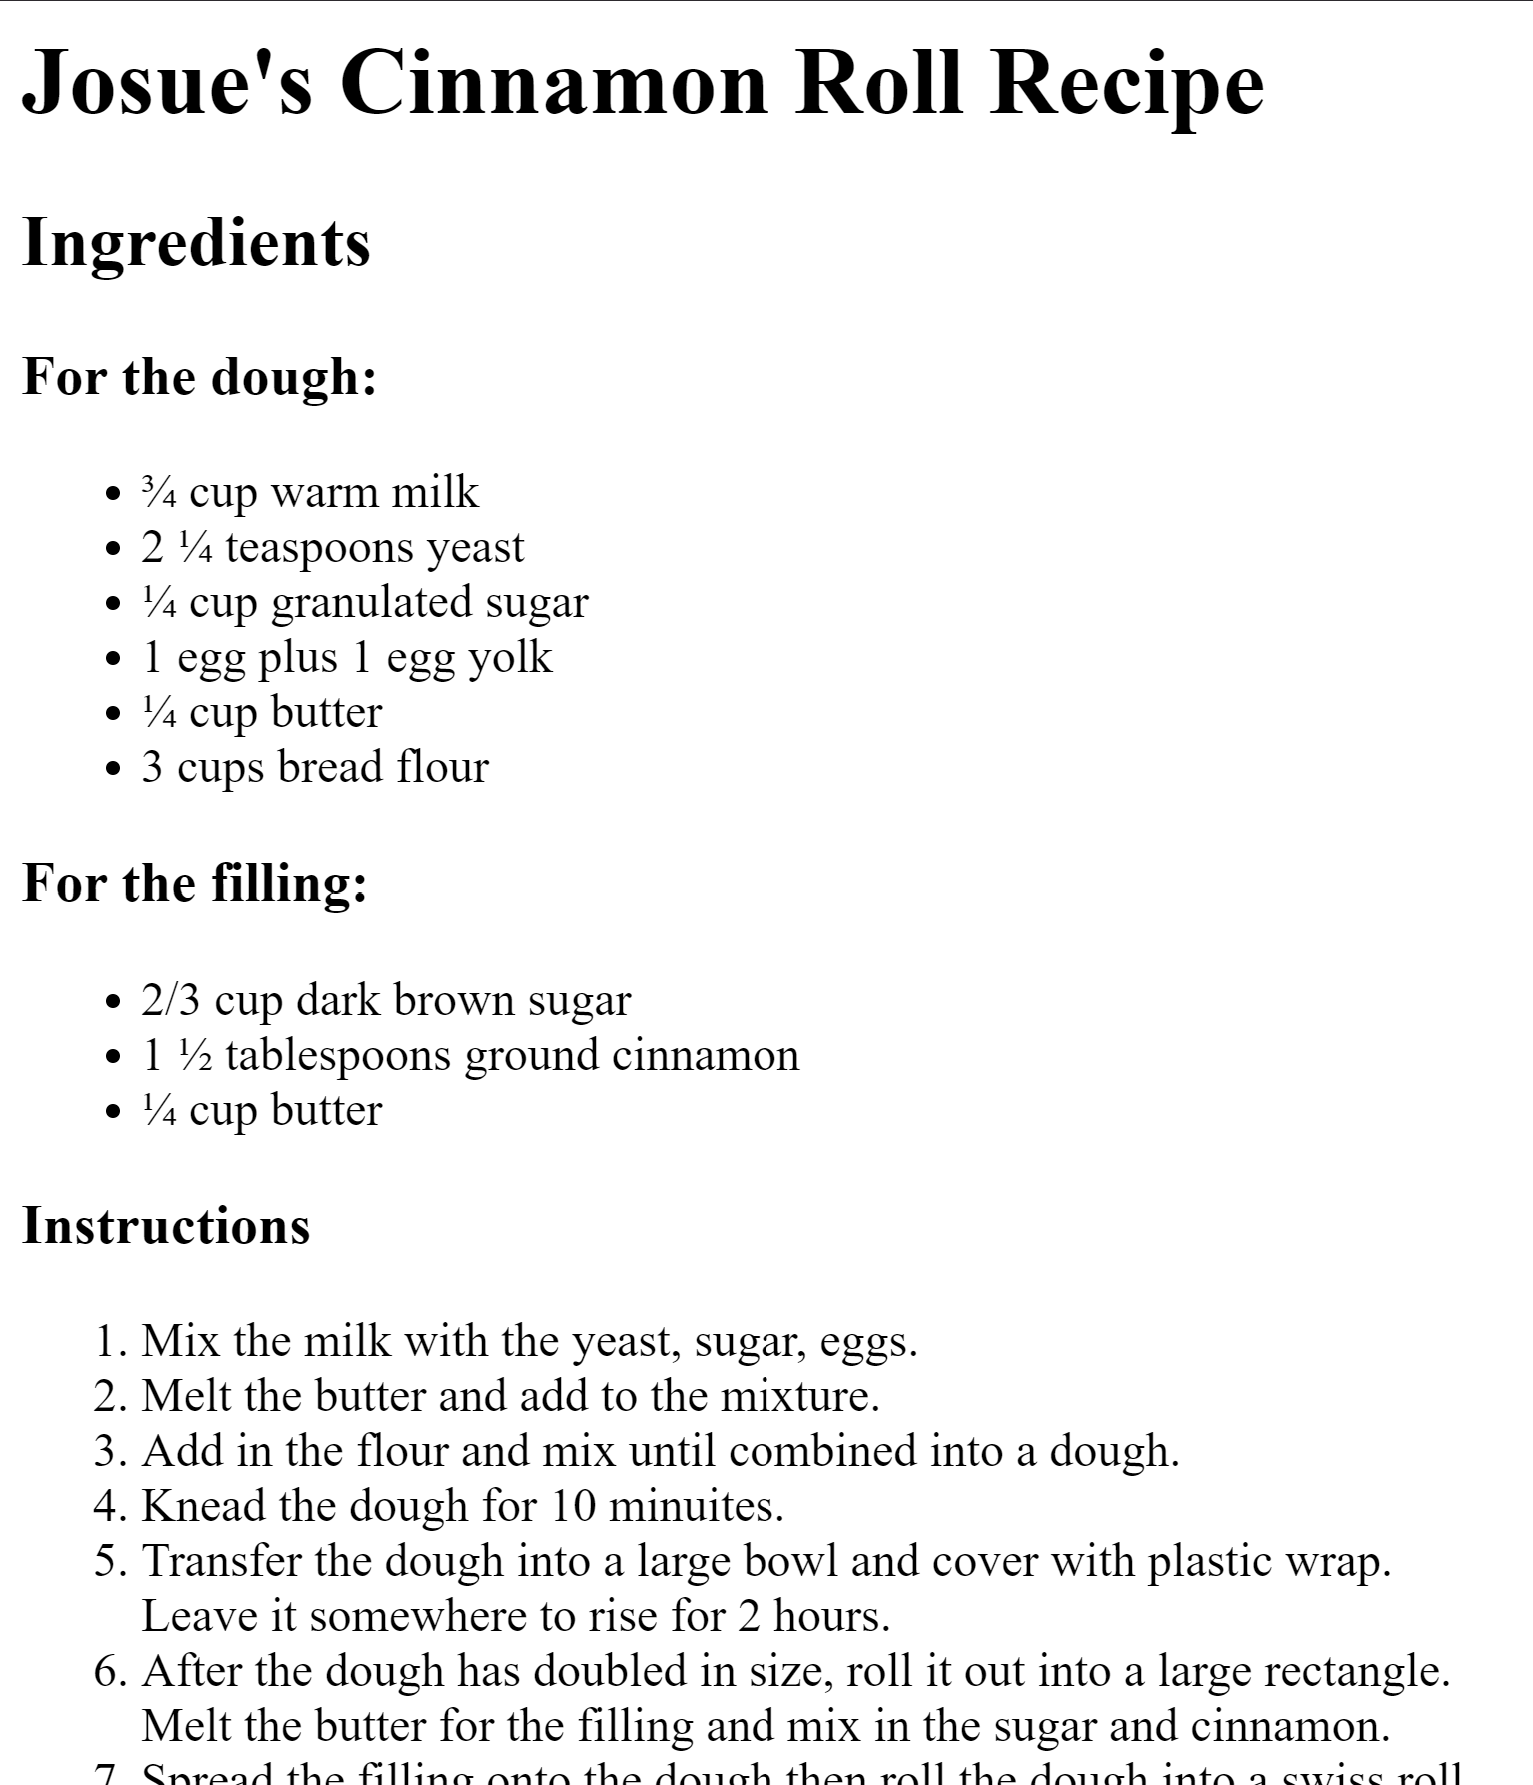 Josue's Cinnamon Roll Recipe
Ingredients
For the dough:
• ¾ cup warm milk
• 2 ¼ teaspoons yeast
• ¼ cup granulated sugar
• 1 egg plus 1 egg yolk
• ¼ cup butter
• 3 cups bread flour
For the filling:
• 2/3 cup dark brown sugar
• 1 ½ tablespoons ground cinnamon
• ¼ cup butter
Instructions
1. Mix the milk with the yeast, sugar, eggs.
2. Melt the butter and add to the mixture.
3. Add in the flour and mix until combined into a dough.
4. Knead the dough for 10 minuites.
5. Transfer the dough into a large bowl and cover with plastic wrap.
Leave it somewhere to rise for 2 hours.
6. After the dough has doubled in size, roll it out into a large rectangle.
Melt the butter for the filling and mix in the sugar and cinnamon.
7. Spread the filling onto the dough then roll the dough into a swiss roll